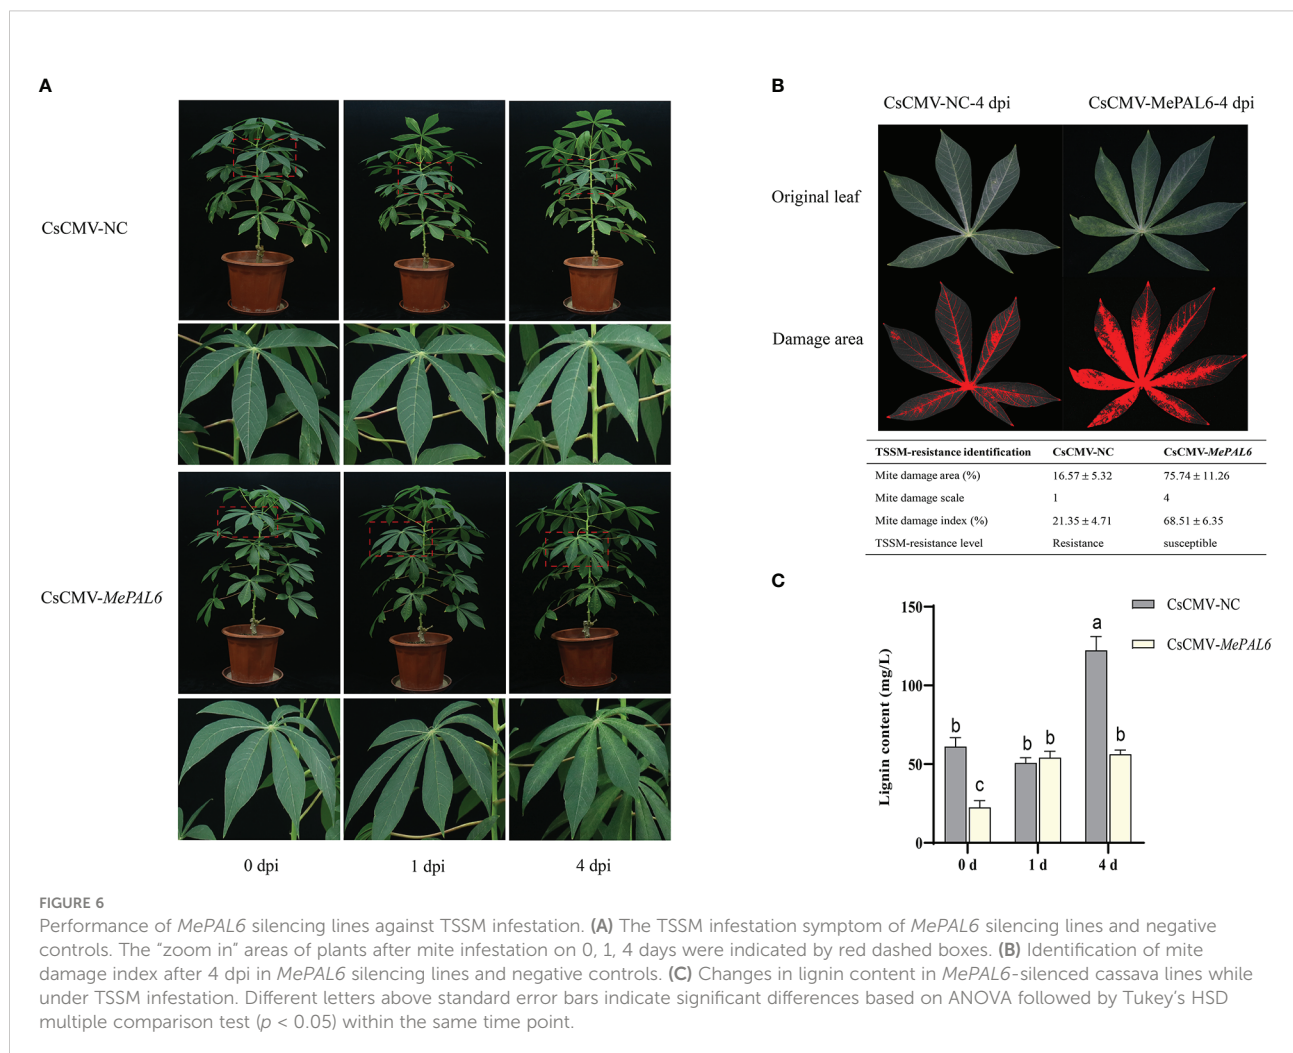 A
CsCMV-NC
CsCMV-MePAL6
0 dpi
1 dpi
4 dpi
B
CsCMV-NC-4 dpi
CsCMV-MePAL6-4 dpi
Original leaf
Damage area
TSSM-resistance identification CsCMV-NC CsCMV-MePAL6
Mite damage area (%) 16.57 ± 5.32 75.74 ± 11.26
Mite damage scale 1 4
Mite damage index (%) 21.35 ± 4.71 68.51 ± 6.35
TSSM-resistance level Resistance susceptible
C
Lignin content (mg/L)
150
100
50
0
b
c
b
b
a
b
0 d
1 d
4 d
CsCMV-NC
CsCMV-MePAL6
FIGURE 6
Performance of MePAL6 silencing lines against TSSM infestation. (A) The TSSM infestation symptom of MePAL6 silencing lines and negative
controls. The “zoom in” areas of plants after mite infestation on 0, 1, 4 days were indicated by red dashed boxes. (B) Identification of mite
damage index after 4 dpi in MePAL6 silencing lines and negative controls. (C) Changes in lignin content in MePAL6-silenced cassava lines while
under TSSM infestation. Different letters above standard error bars indicate significant differences based on ANOVA followed by Tukey’s HSD
multiple comparison test (p < 0.05) within the same time point.